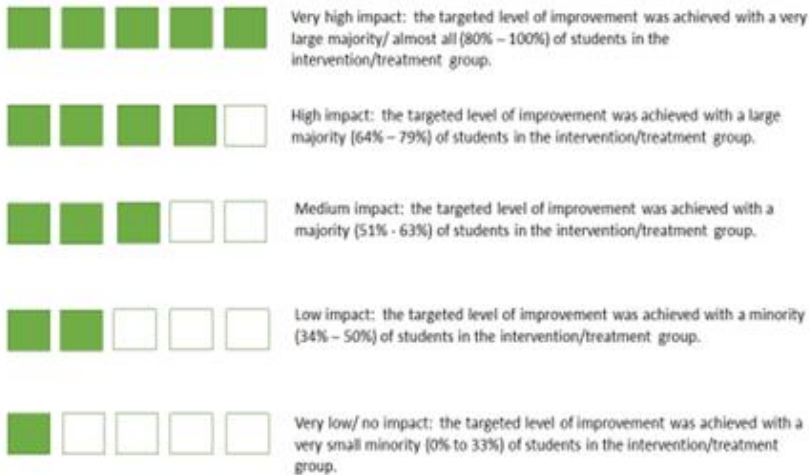 Very high impact: the targeted level of improvement was achieved with a very
large majority/ almost all (80% – 100%) of students in the
intervention/treatment group.
High impact: the targeted level of improvement was achieved with a large
majority (64% – 79%) of students in the intervention/treatment group.
Medium impact: the targeted level of improvement was achieved with a
majority (51% - 63%) of students in the intervention/treatment group.
Low impact: the targeted level of improvement was achieved with a minority
(34% – 50%) of students in the intervention/treatment group.
Very low/ no impact: the targeted level of improvement was achieved with a
very small minority (0% to 33%) of students in the intervention/treatment
group.